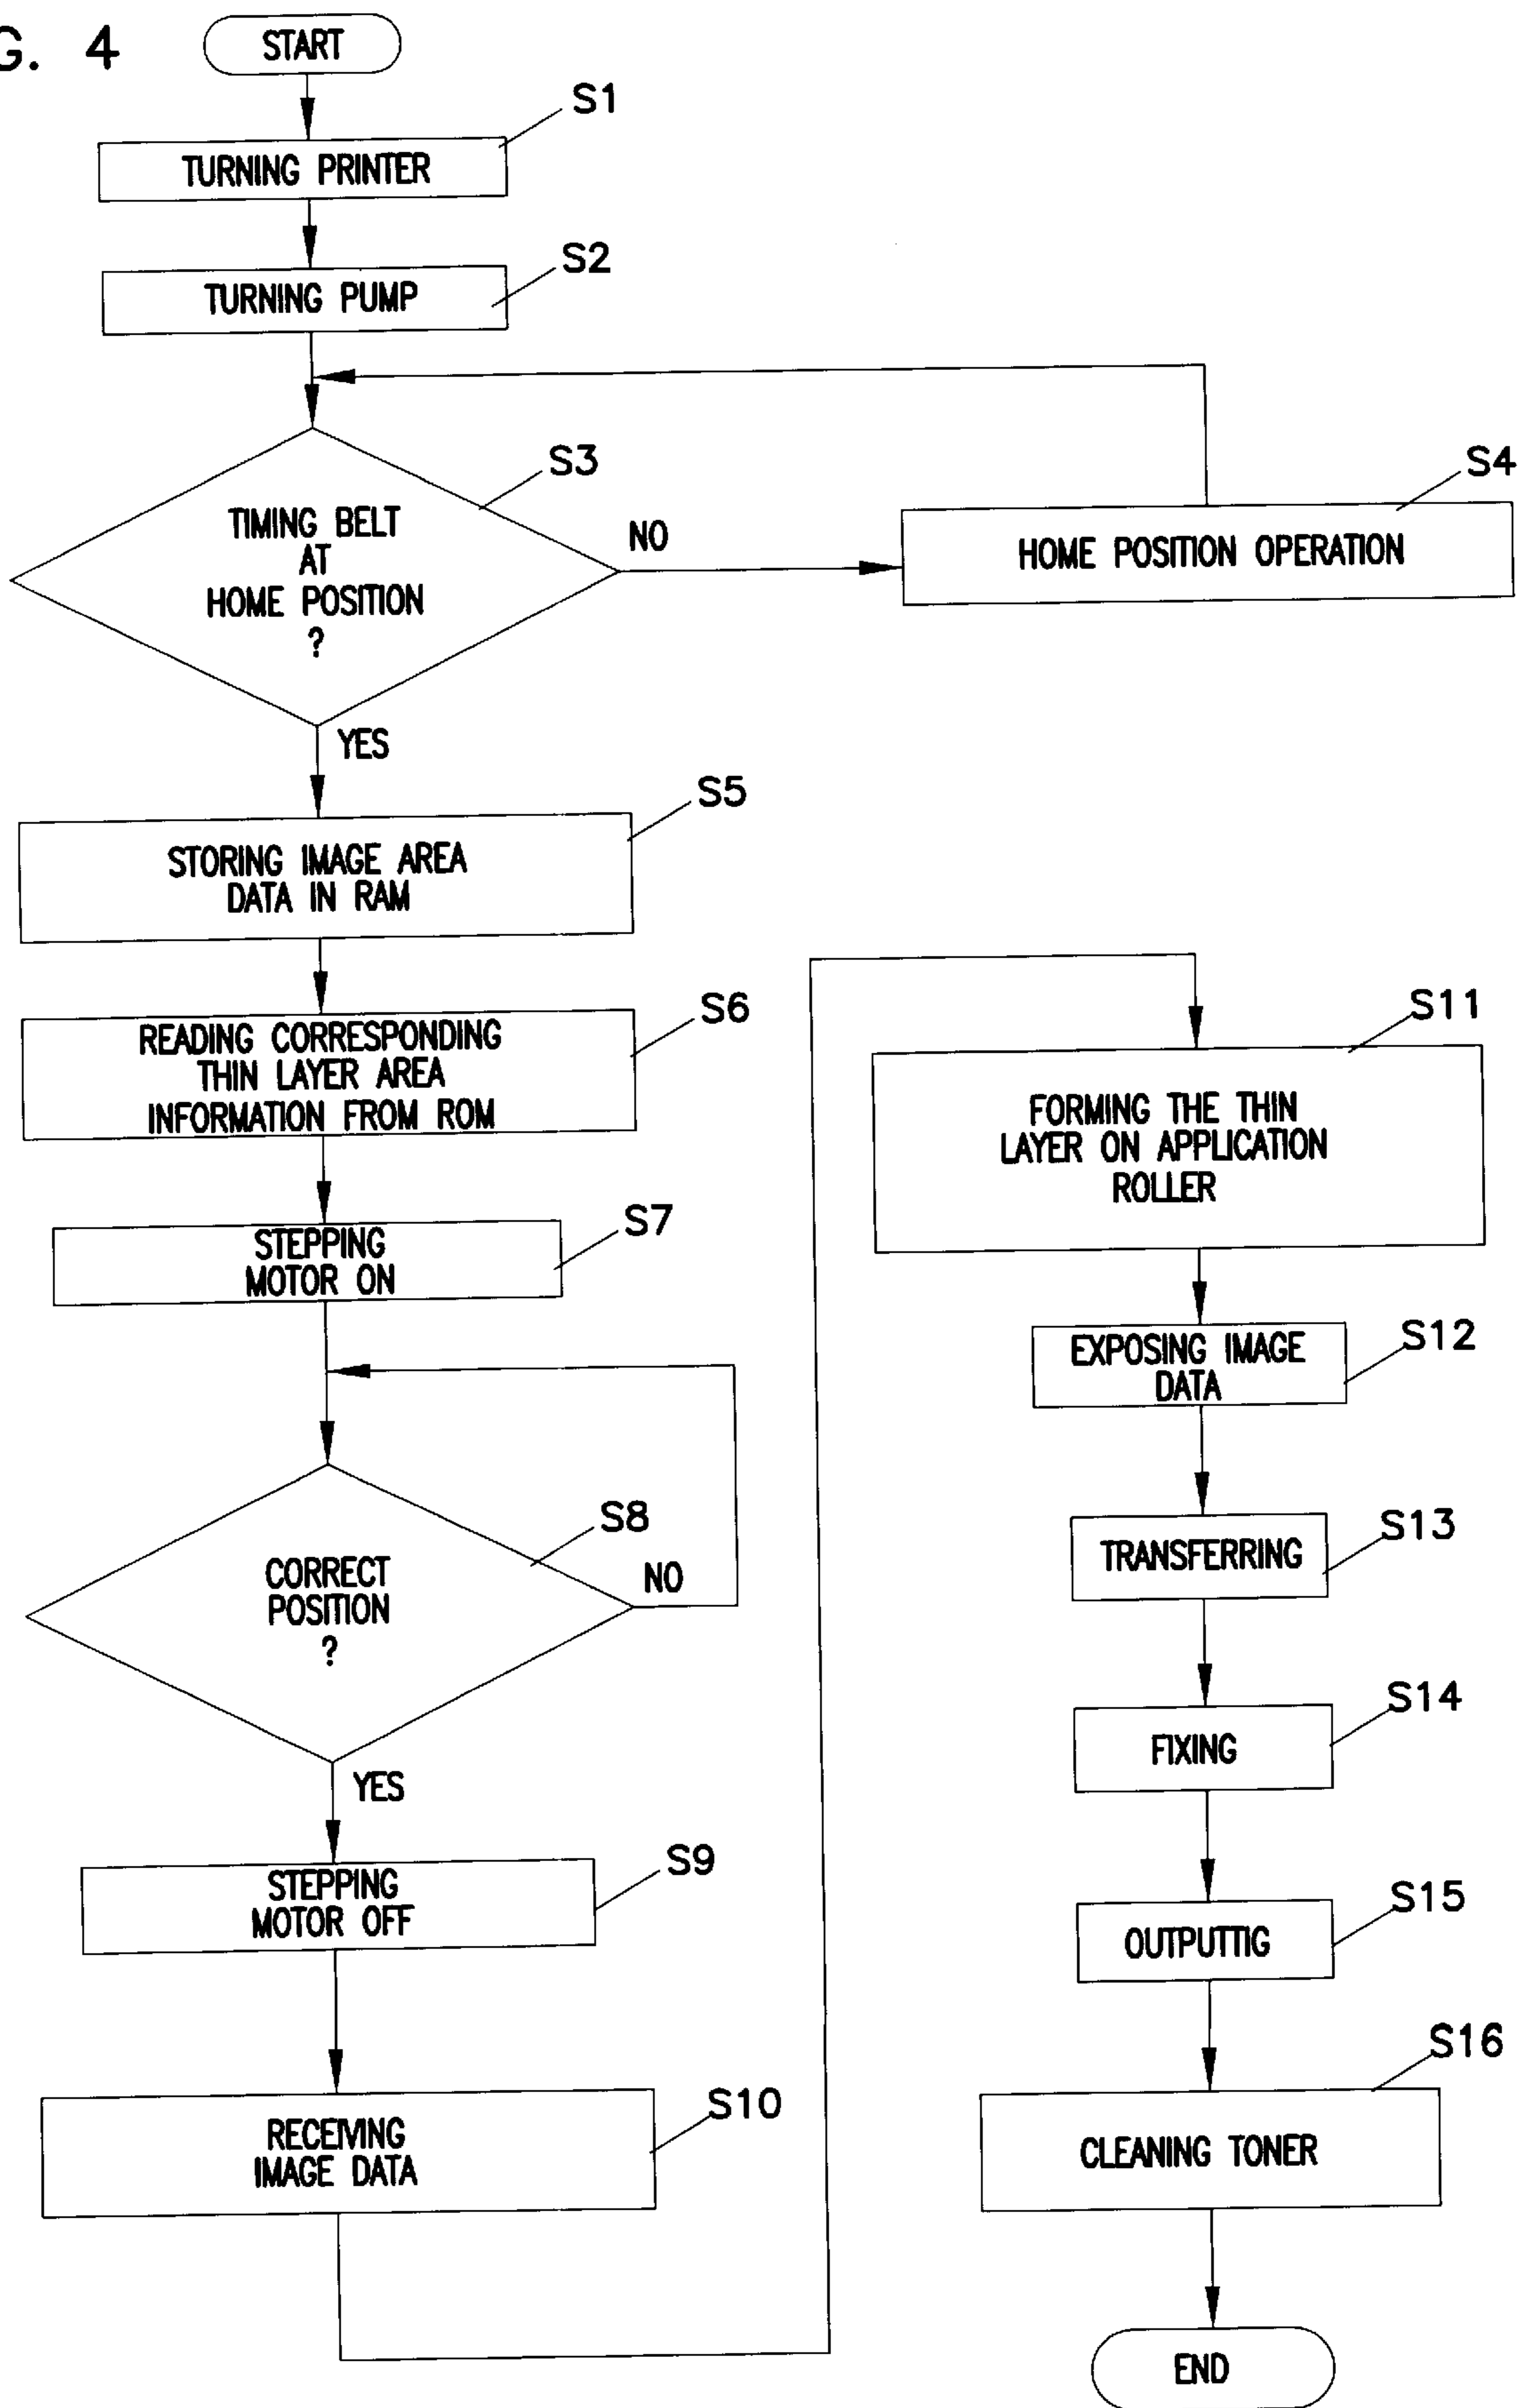 G. 4
START
S1
TURNING PRINTER
S2
TURNING PUMP
S3
TIMING BELT
AT
HOME POSITION
?
NO
S4
HOME POSITION OPERATION
YES
S5
STORING IMAGE AREA
DATA IN RAM
S6
READING CORRESPONDING
THIN LAYER AREA
INFORMATION FROM ROM
S7
STEPPING
MOTOR ON
S8
CORRECT
POSITION
?
NO
YES
S9
STEPPING
MOTOR OFF
S10
RECEIVING
IMAGE DATA
S11
FORMING THE THIN
LAYER ON APPLICATION
ROLLER
S12
EXPOSING IMAGE
DATA
S13
TRANSFERRING
S14
FIXING
S15
OUTPUTTIG
S16
CLEANING TONER
END